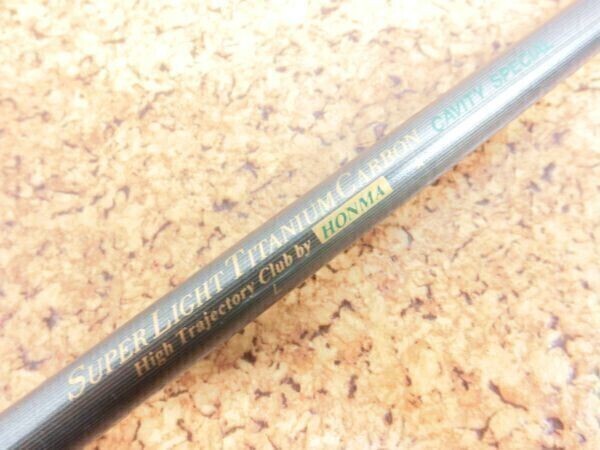 SUPER LIGHT TITANIUM CARBON CAVITY SPECIAL
High Trajectory Club by HONMA
L